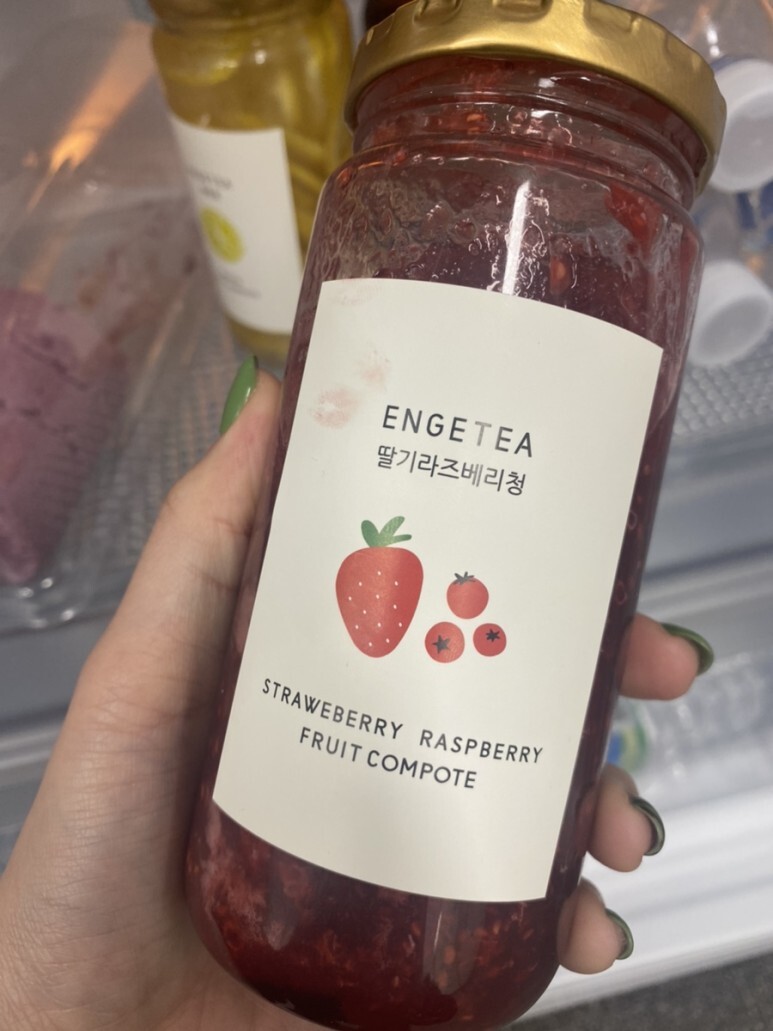 ENGETEA
딸기라즈베리청
STRAWEBERRY RASPBERRY
FRUIT COMPOTE